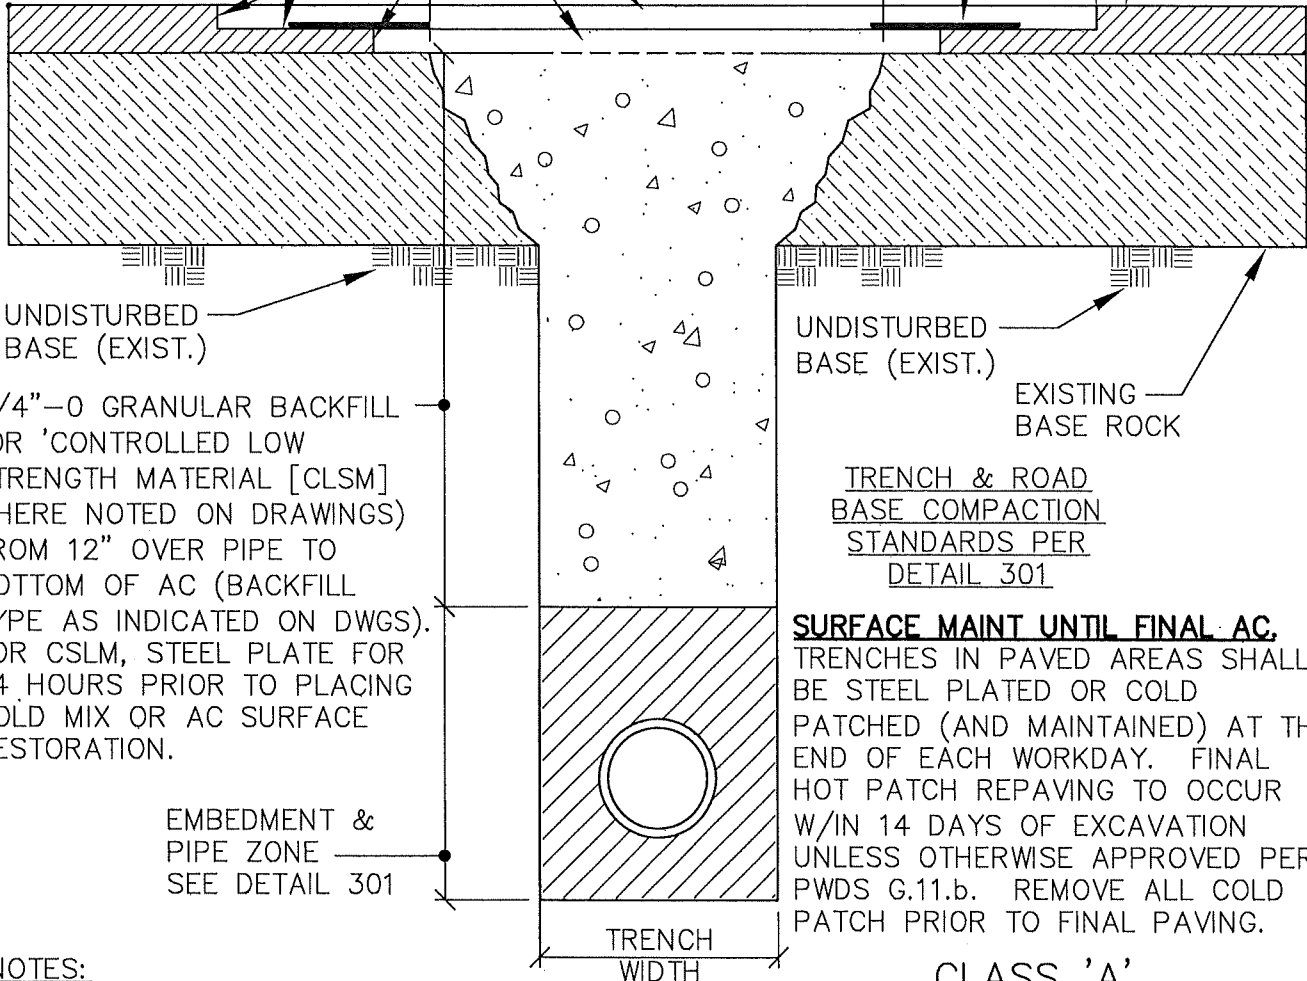 UNDISTURBED
BASE (EXIST.)
/4"-0 GRANULAR BACKFILL
OR 'CONTROLLED LOW
TRENGTH MATERIAL [CLSM]
HERE NOTED ON DRAWINGS)
ROM 12" OVER PIPE TO
OTTOM OF AC (BACKFILL
YPE AS INDICATED ON DWGS).
OR CSLM, STEEL PLATE FOR
4 HOURS PRIOR TO PLACING
OLD MIX OR AC SURFACE
ESTORATION.
EMBEDMENT &
PIPE ZONE
SEE DETAIL 301
NOTES:
TRENCH
WIDTH
UNDISTURBED
BASE (EXIST.)
EXISTING
BASE ROCK
TRENCH & ROAD
BASE COMPACTION
STANDARDS PER
DETAIL 301
SURFACE MAINT UNTIL FINAL AC.
TRENCHES IN PAVED AREAS SHALL
BE STEEL PLATED OR COLD
PATCHED (AND MAINTAINED) AT TH
END OF EACH WORKDAY. FINAL
HOT PATCH REPAVING TO OCCUR
W/IN 14 DAYS OF EXCAVATION
UNLESS OTHERWISE APPROVED PER
PWDS G.11.b. REMOVE ALL COLD
PATCH PRIOR TO FINAL PAVING.
CLASS 'A'